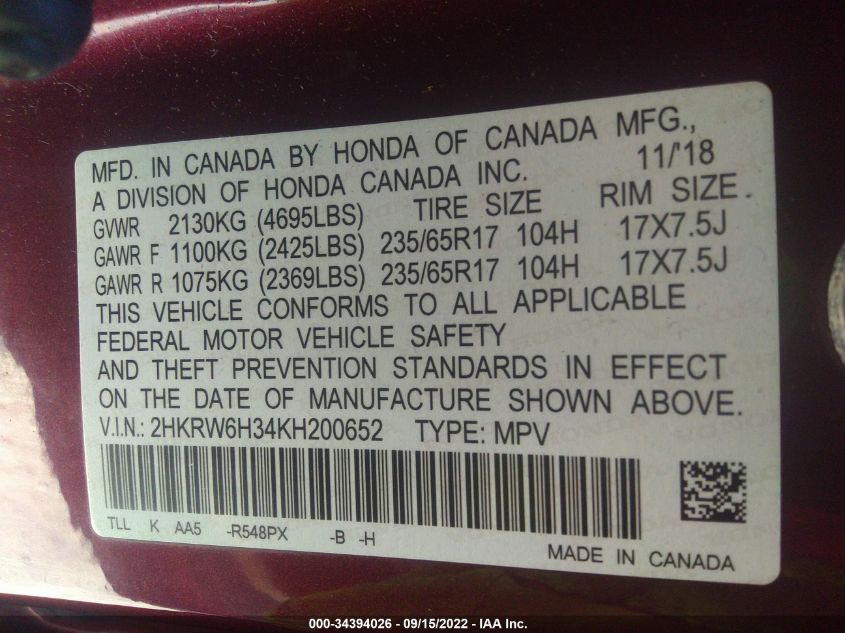 MFD. IN CANADA BY HONDA OF CANADA MFG.,
A DIVISION OF HONDA CANADA INC. 11/'18
GVWR 2130KG (4695LBS) TIRE SIZE RIM SIZE.
GAWR F 1100KG (2425LBS) 235/65R17 104H 17X7.5J
GAWR R 1075KG (2369LBS) 235/65R17 104H 17X7.5J
THIS VEHICLE CONFORMS TO ALL APPLICABLE
FEDERAL MOTOR VEHICLE SAFETY
AND THEFT PREVENTION STANDARDS IN EFFECT
ON THE DATE OF MANUFACTURE SHOWN ABOVE.
V.I.N.: 2HKRW6H34KH200652 TYPE: MPV
TLL K AA5 -R548PX -B -H
MADE IN CANADA
000-34394026 - 09/15/2022 - IAA Inc.